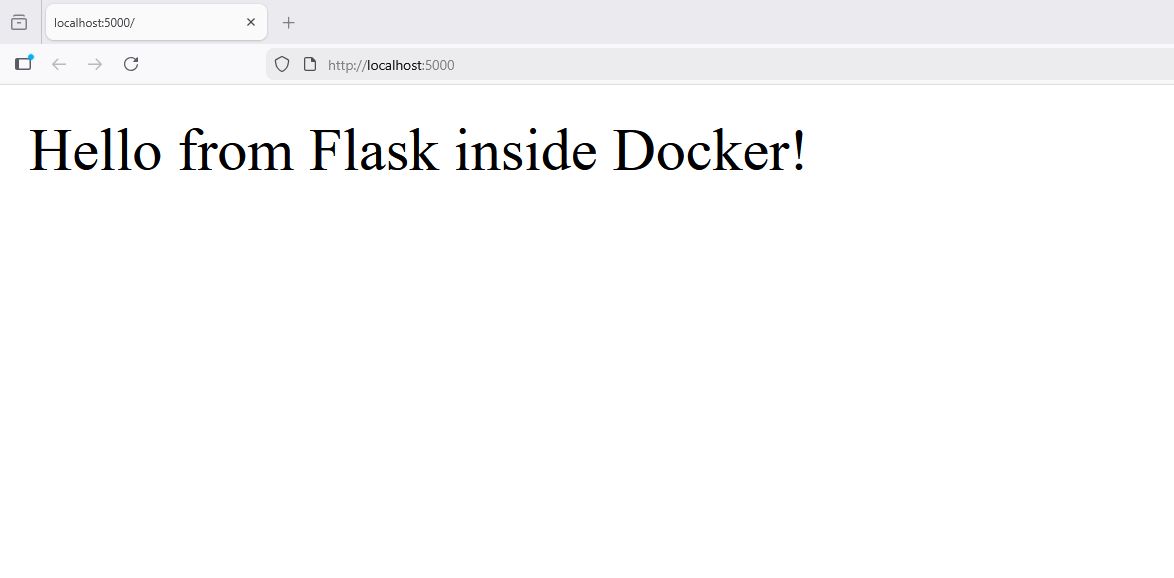 localhost:5000/
http://localhost:5000
Hello from Flask inside Docker!